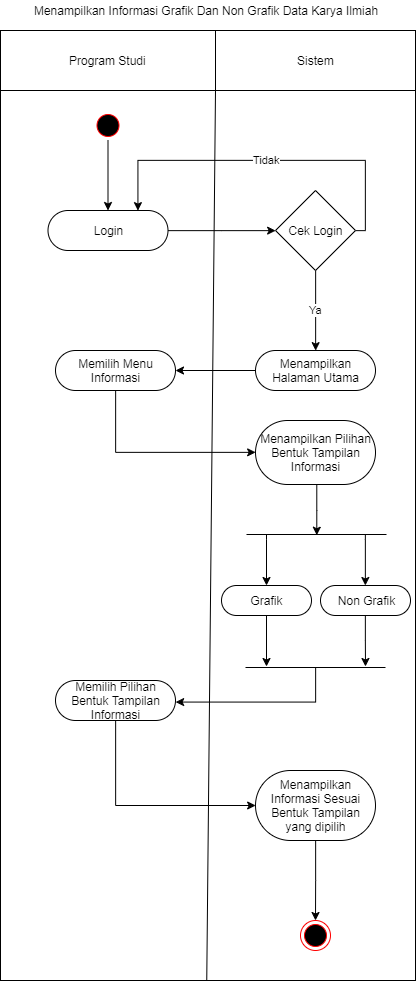 Menampilkan Informasi Grafik Dan Non Grafik Data Karya Ilmiah
Program Studi
Sistem
Tidak
Login
Cek Login
Ya
Memilih Menu
Informasi
Menampilkan
Halaman Utama
Menampilkan Pilihan
Bentuk Tampilan
Informasi
Grafik
Non Grafik
Memilih Pilihan
Bentuk Tampilan
Informasi
Menampilkan
Informasi Sesuai
Bentuk Tampilan
yang dipilih